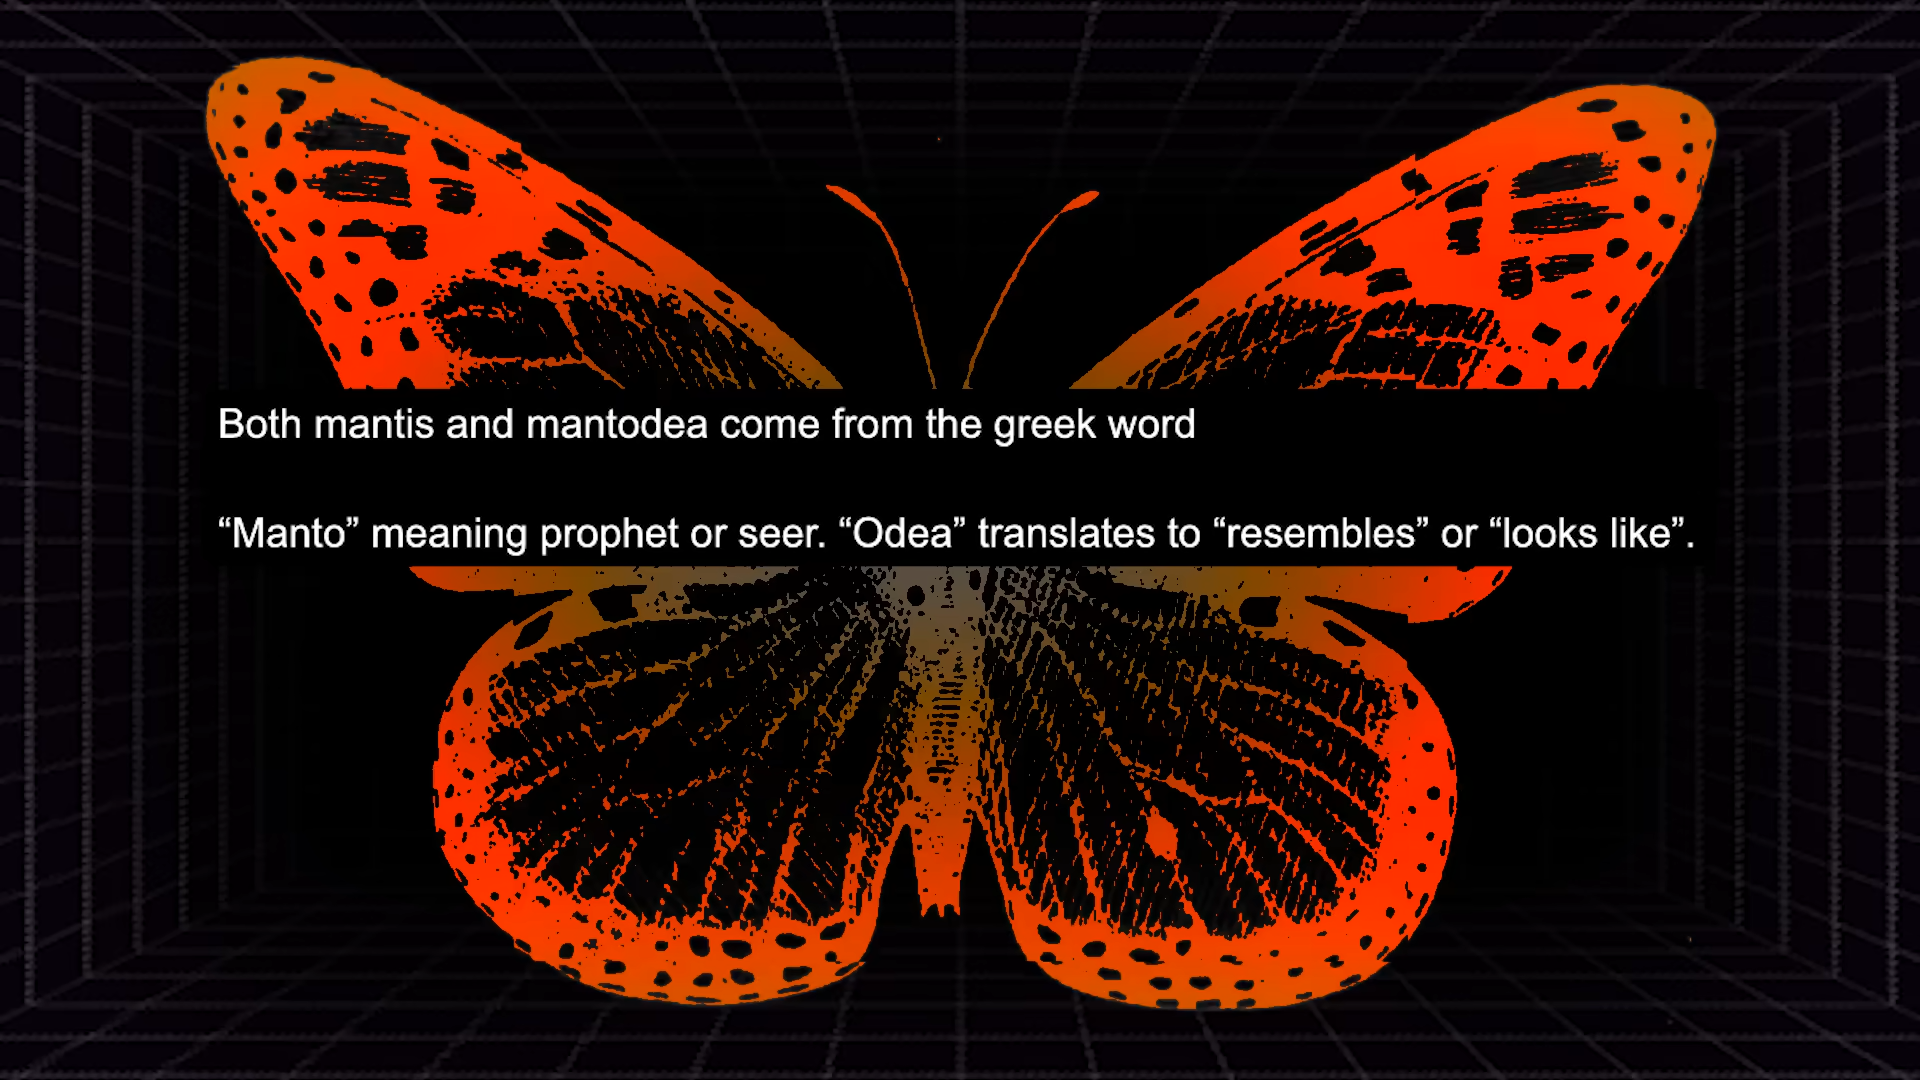 Both mantis and mantodea come from the greek word
“Manto” meaning prophet or seer. “Odea” translates to “resembles” or “looks like”.